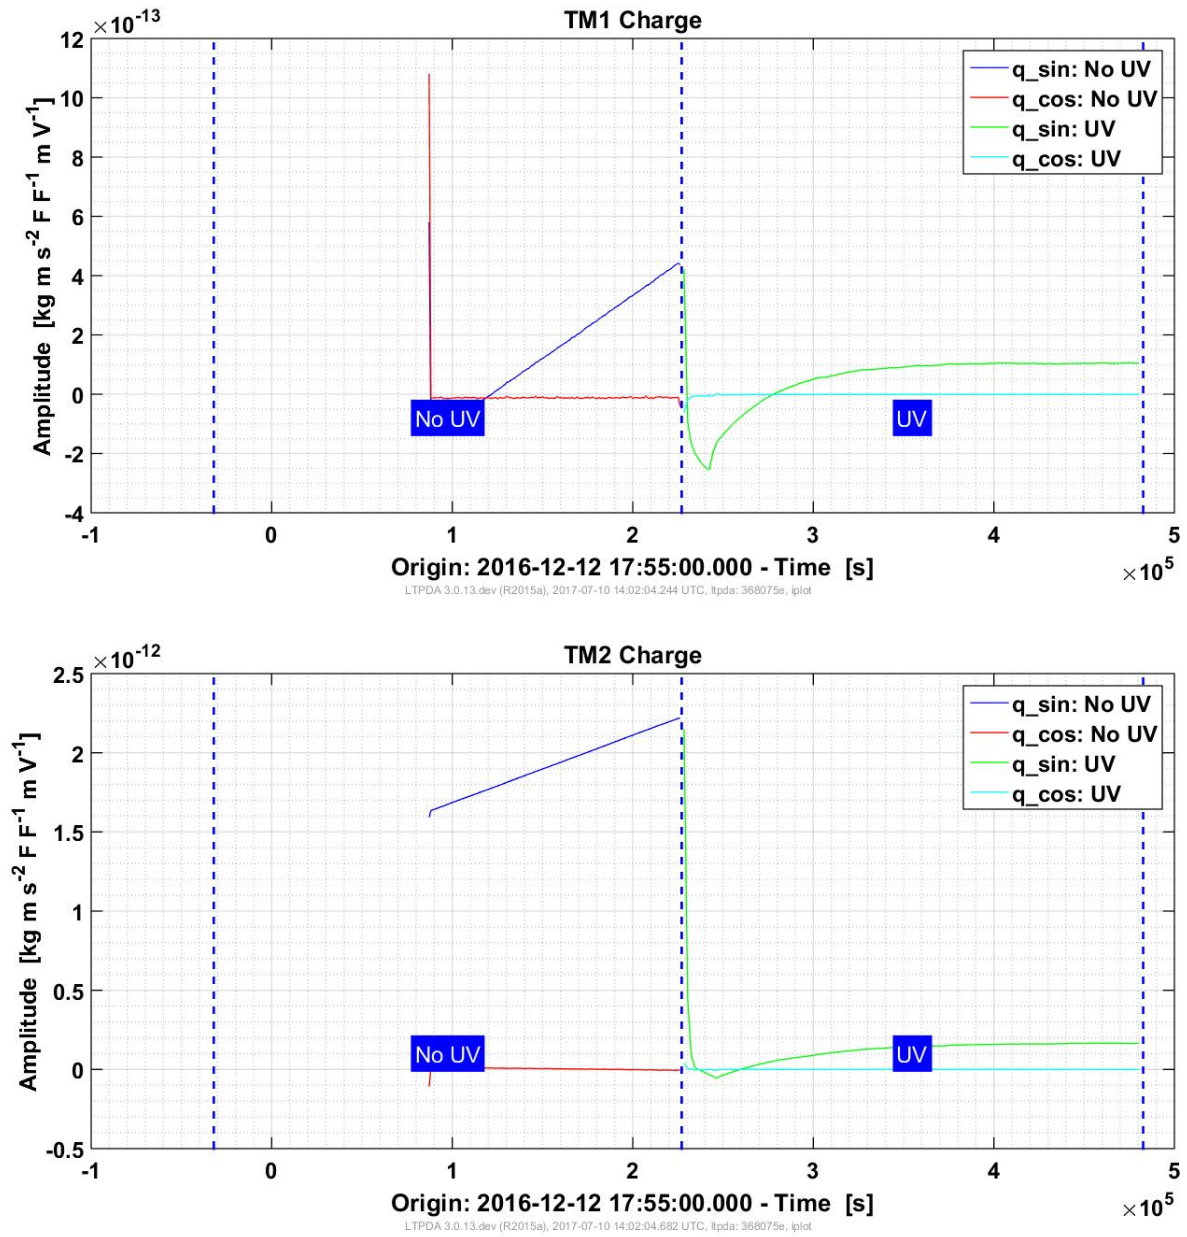 TM1 Charge
×10⁻¹³
12
10
8
6
4
2
0
-2
-4
Amplitude [kg m s⁻² F F⁻¹ m V⁻¹]
q_sin: No UV
q_cos: No UV
q_sin: UV
q_cos: UV
No UV
UV
-1 0 1 2 3 4 5
×10⁵
Origin: 2016-12-12 17:55:00.000 - Time [s]
LTPDA 3.0.13.dev (R2015a), 2017-07-10 14:02:04.244 UTC, ltpda: 368075e, iplot
TM2 Charge
×10⁻¹²
2.5
2
1.5
1
0.5
0
-0.5
Amplitude [kg m s⁻² F F⁻¹ m V⁻¹]
q_sin: No UV
q_cos: No UV
q_sin: UV
q_cos: UV
No UV
UV
-1 0 1 2 3 4 5
×10⁵
Origin: 2016-12-12 17:55:00.000 - Time [s]
LTPDA 3.0.13.dev (R2015a), 2017-07-10 14:02:04.682 UTC, ltpda: 368075e, iplot